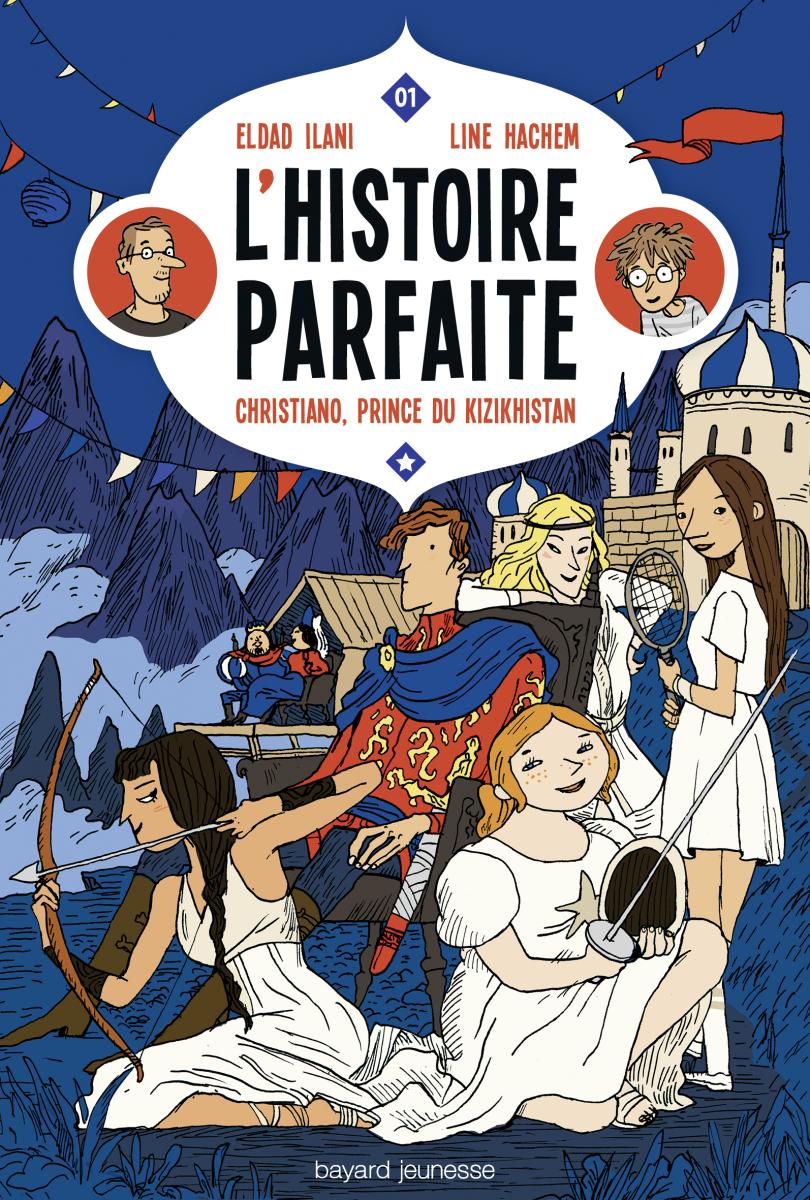 01
ELDAD ILANI LINE HACHEM
L'HISTOIRE
PARFAITE
CHRISTIANO, PRINCE DU KIZIKHISTAN
bayard jeunesse